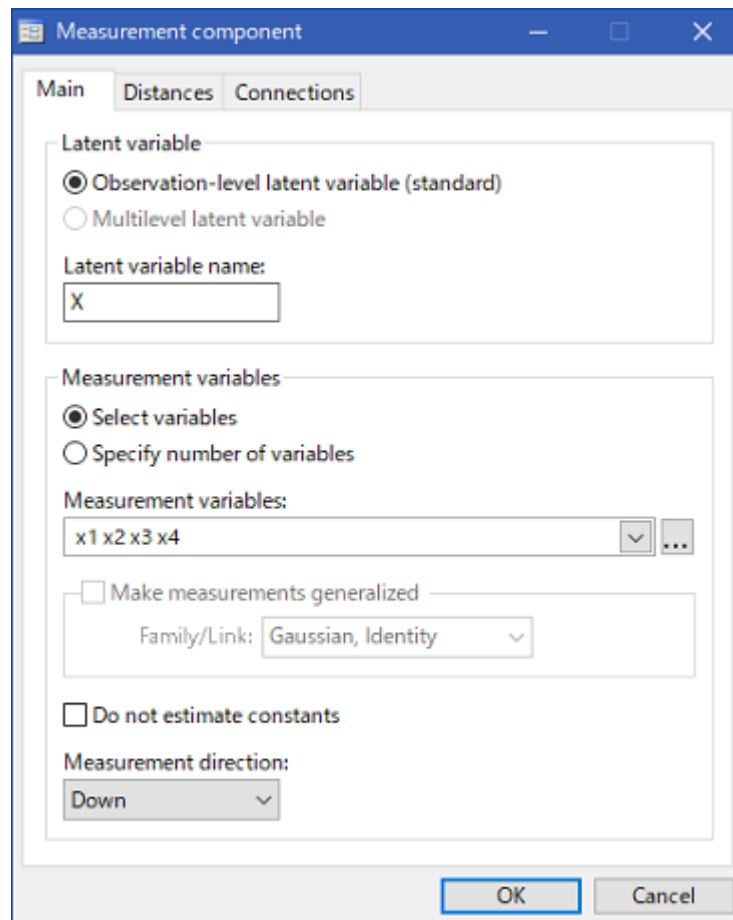 Measurement component
Main Distances Connections
Latent variable
Observation-level latent variable (standard)
Multilevel latent variable
Latent variable name:
X
Measurement variables
Select variables
Specify number of variables
Measurement variables:
x1 x2 x3 x4
...
Make measurements generalized
Family/Link: Gaussian, Identity
Do not estimate constants
Measurement direction:
Down
OK Cancel